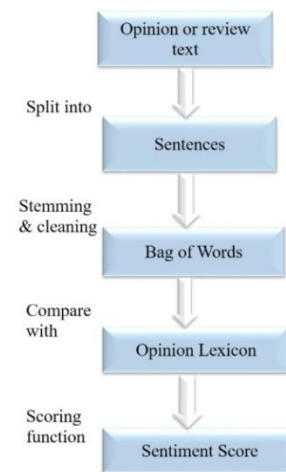 Opinion or review
text
Split into
Sentences
Stemming
& cleaning
Bag of Words
Compare
with
Opinion Lexicon
Scoring
function
Sentiment Score